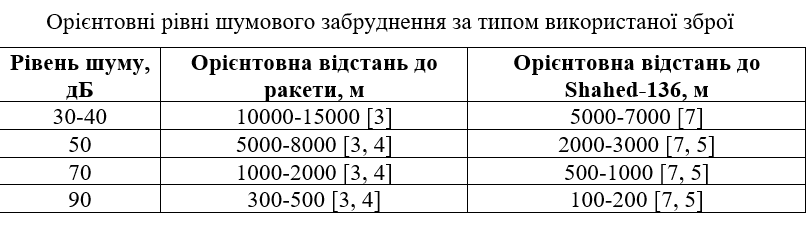 Орієнтовні рівні шумового забруднення за типом використаної зброї
Рівень шуму, дБ | Орієнтовна відстань до ракети, м | Орієнтовна відстань до Shahed-136, м
30-40 | 10000-15000 [3] | 5000-7000 [7]
50 | 5000-8000 [3, 4] | 2000-3000 [7, 5]
70 | 1000-2000 [3, 4] | 500-1000 [7, 5]
90 | 300-500 [3, 4] | 100-200 [7, 5]